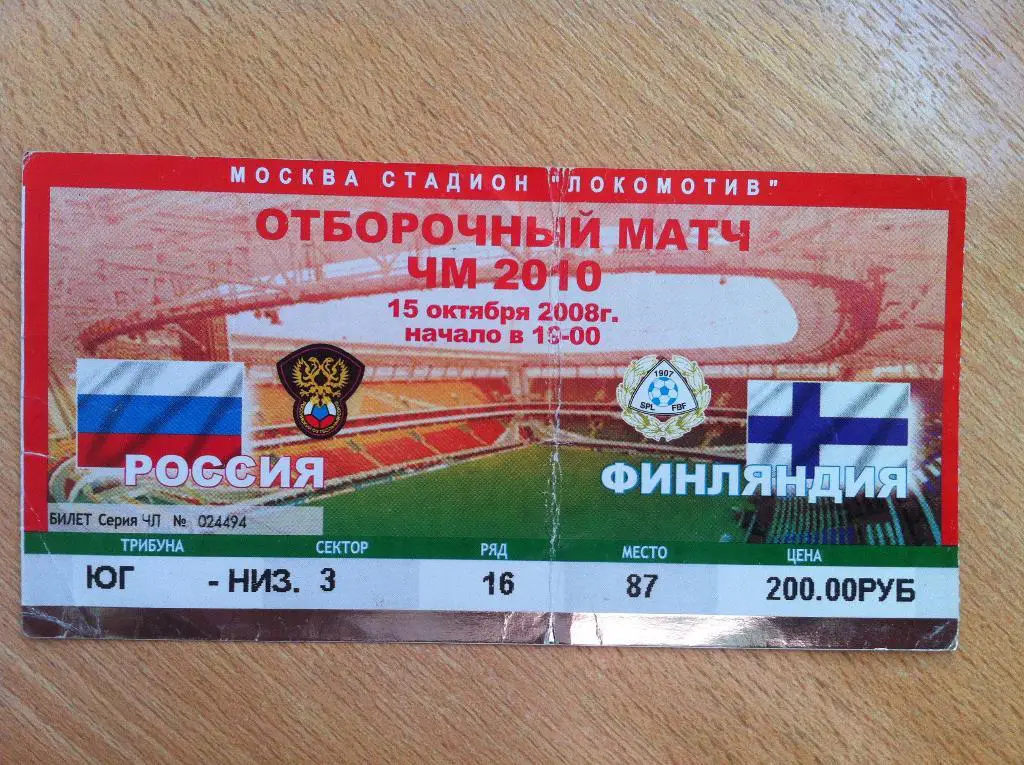 МОСКВА СТАДИОН "ЛОКОМОТИВ"
ОТБОРОЧНЫЙ МАТЧ
ЧМ 2010
15 октября 2008г.
начало в 19-00
1907
SPL FBF
РОССИЯ
ФИНЛЯНДИЯ
БИЛЕТ Серия ЧЛ № 024494
ТРИБУНА СЕКТОР РЯД МЕСТО ЦЕНА
ЮГ - НИЗ. 3 16 87 200.00РУБ